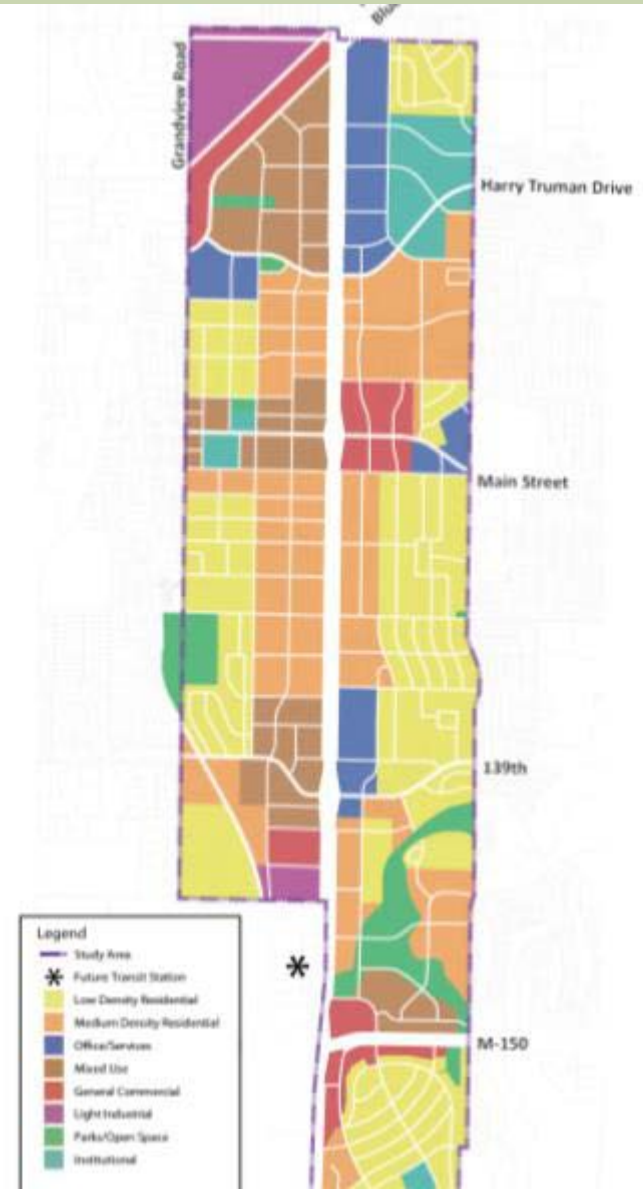 Blu
Grandview Road
Harry Truman Drive
Main Street
139th
M-150
Legend
Study Area
Future Transit Station
Low Density Residential
Medium Density Residential
Office/Services
Mixed Use
General Commercial
Light Industrial
Parks/Open Space
Institutional